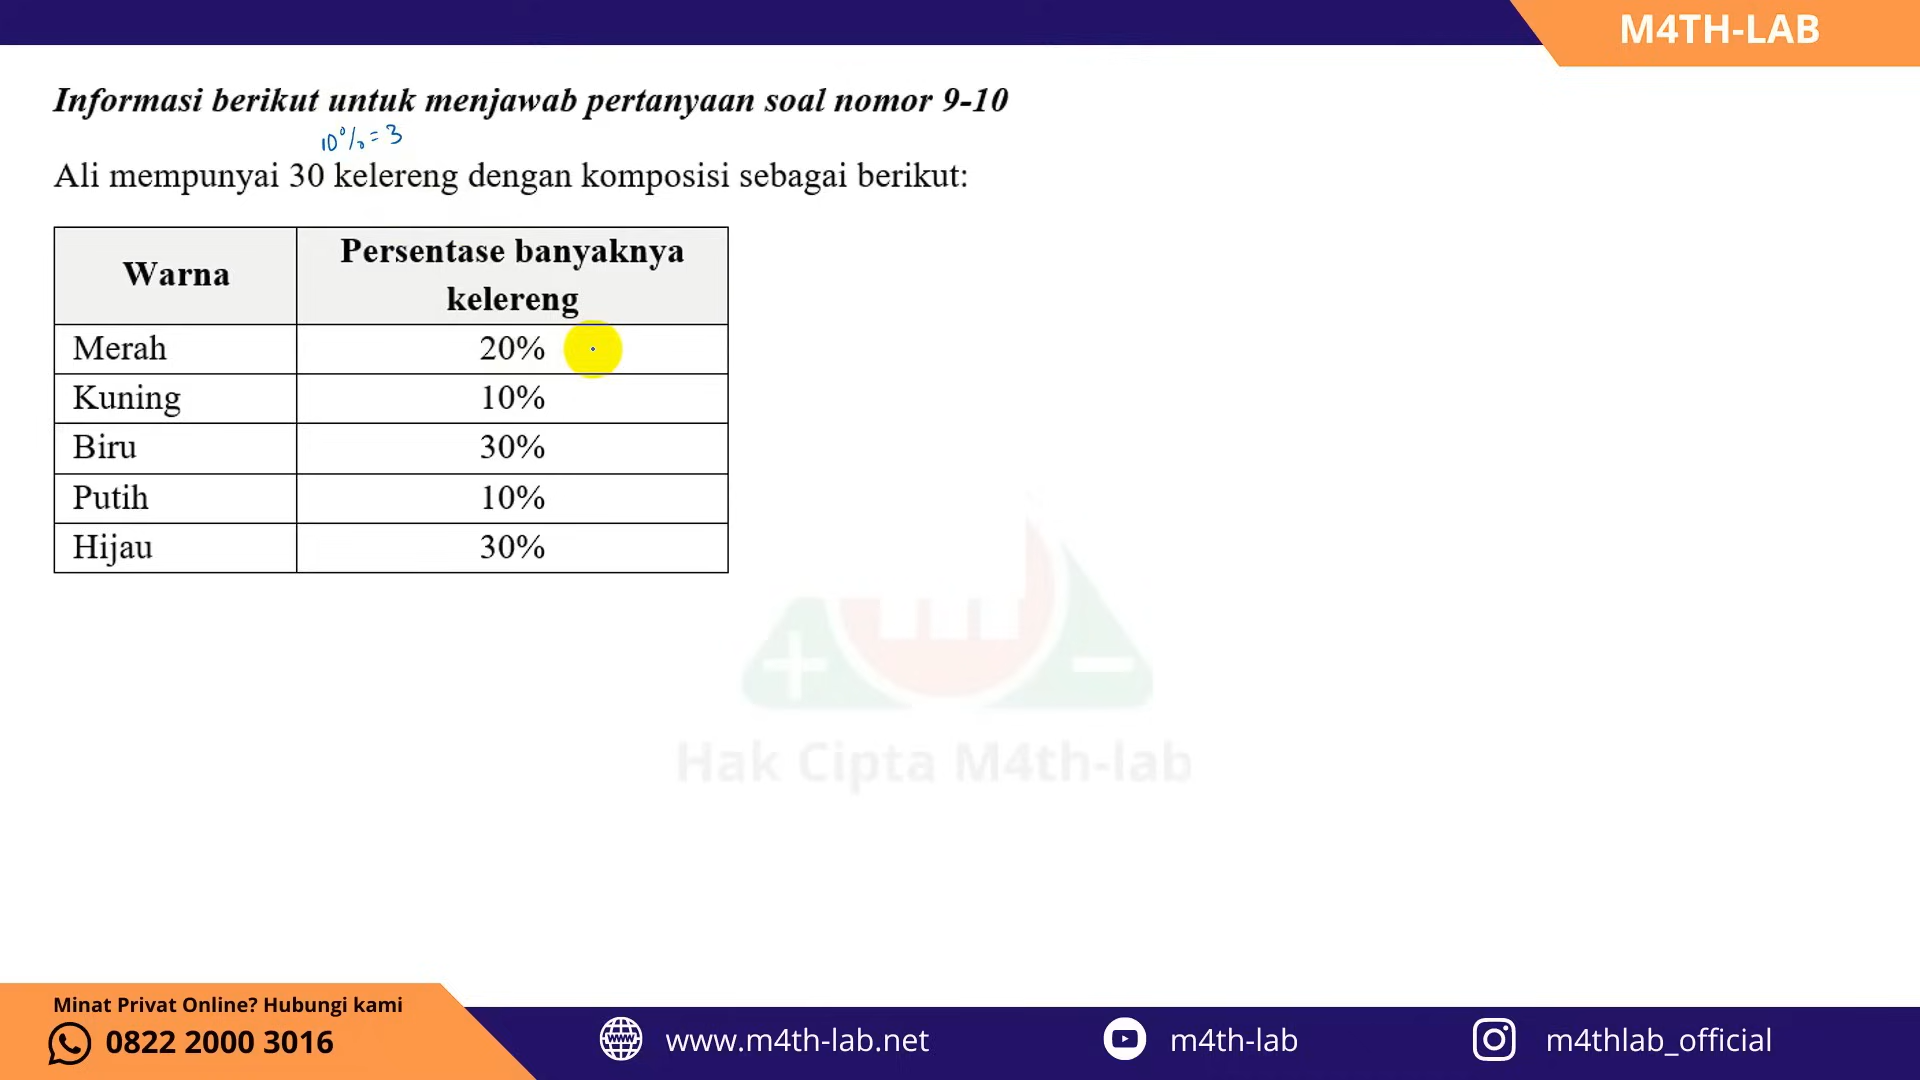 M4TH-LAB
Informasi berikut untuk menjawab pertanyaan soal nomor 9-10
10% = 3
Ali mempunyai 30 kelereng dengan komposisi sebagai berikut:
Warna
Persentase banyaknya
kelereng
Merah 20%
Kuning 10%
Biru 30%
Putih 10%
Hijau 30%
Hak Cipta M4th-lab
Minat Privat Online? Hubungi kami
0822 2000 3016
www
www.m4th-lab.net
m4th-lab
m4thlab_official